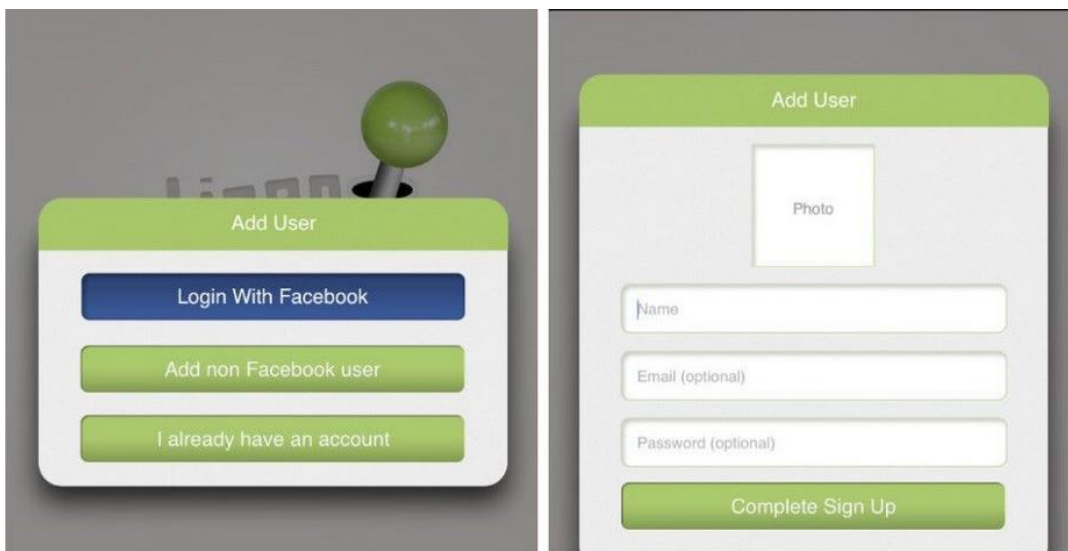 Add User
Login With Facebook
Add non Facebook user
I already have an account
Add User
Photo
Name
Email (optional)
Password (optional)
Complete Sign Up